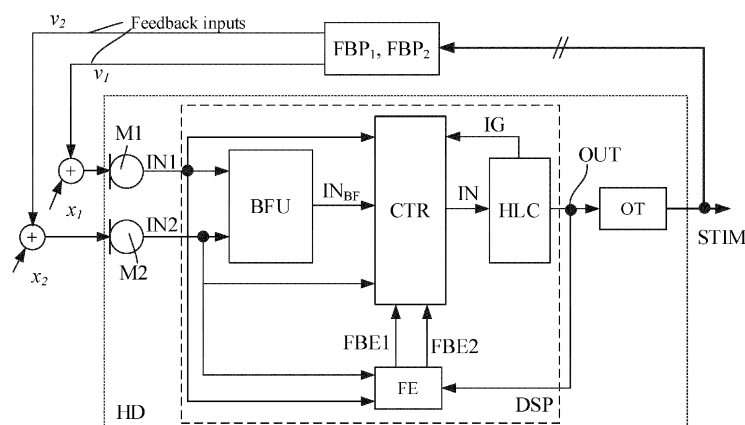 v2
Feedback inputs
FBP1, FBP2
v1
M1
IN1
IG
OUT
x1
BFU
INBF
CTR
IN
HLC
OT
IN2
STIM
x2
M2
FBE1
FBE2
FE
HD
DSP